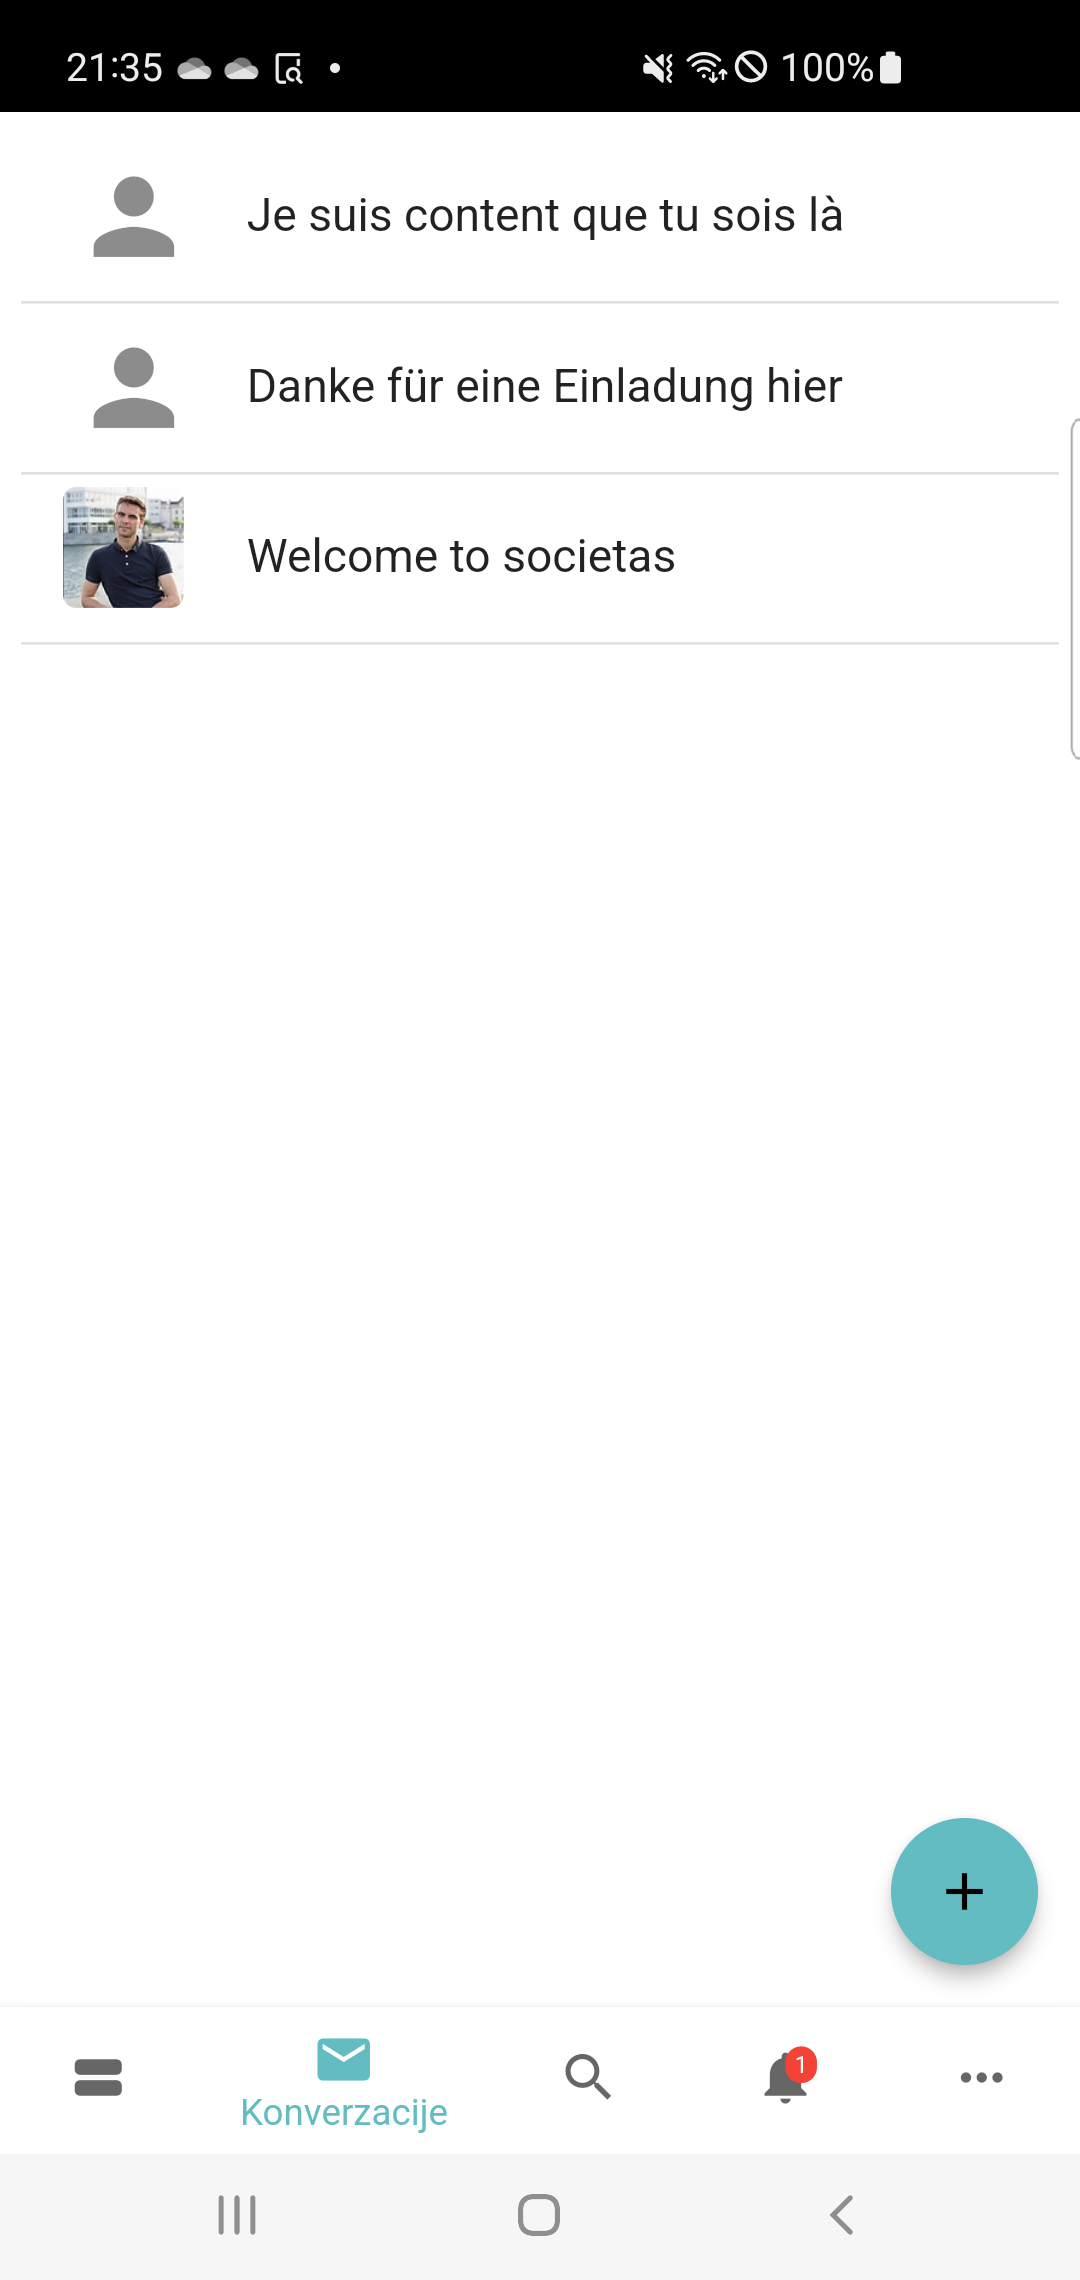 21:35
100%
Je suis content que tu sois là
Danke für eine Einladung hier
Welcome to societas
1
Konverzacije